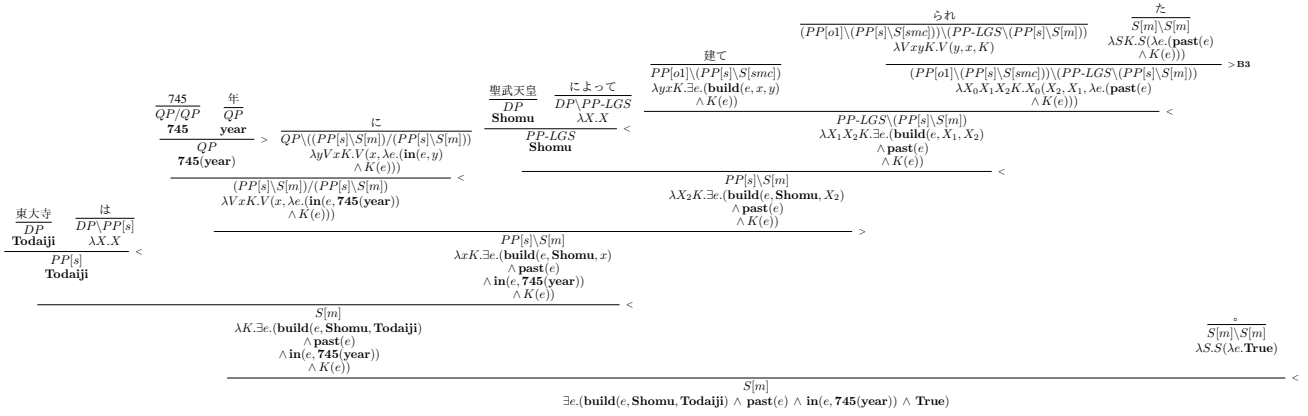 られ
(PP[o1]\(PP[s]\S[smc]))\(PP-LGS\(PP[s]\S[m]))
λVxyK.V(y, x, K)
た
S[m]\S[m]
λSK.S(λe.(past(e)
∧ K(e)))
>B3
建て
PP[o1]\(PP[s]\S[smc])
λyxK.∃e.(build(e, x, y)
∧ K(e))
(PP[o1]\(PP[s]\S[smc]))\(PP-LGS\(PP[s]\S[m]))
λX₀X₁X₂K.X₀(X₂, X₁, λe.(past(e)
∧ K(e)))
<
745
QP/QP
745
年
QP
year
>
QP
745(year)
に
QP\((PP[s]\S[m])/(PP[s]\S[m]))
λyVxK.V(x, λe.(in(e, y)
∧ K(e)))
<
聖武天皇
DP
Shomu
によって
DP\PP-LGS
λX.X
<
PP-LGS
Shomu
PP-LGS\(PP[s]\S[m])
λX₁X₂K.∃e.(build(e, X₁, X₂)
∧ past(e)
∧ K(e))
<
(PP[s]\S[m])/(PP[s]\S[m])
λVxK.V(x, λe.(in(e, 745(year))
∧ K(e)))
PP[s]\S[m]
λX₂K.∃e.(build(e, Shomu, X₂)
∧ past(e)
∧ K(e))
>
東大寺
DP
Todaiji
は
DP\PP[s]
λX.X
<
PP[s]
Todaiji
PP[s]\S[m]
λxK.∃e.(build(e, Shomu, x)
∧ past(e)
∧ in(e, 745(year))
∧ K(e))
<
S[m]
λK.∃e.(build(e, Shomu, Todaiji)
∧ past(e)
∧ in(e, 745(year))
∧ K(e))
。
S[m]\S[m]
λS.S(λe.True)
<
S[m]
∃e.(build(e, Shomu, Todaiji) ∧ past(e) ∧ in(e, 745(year)) ∧ True)